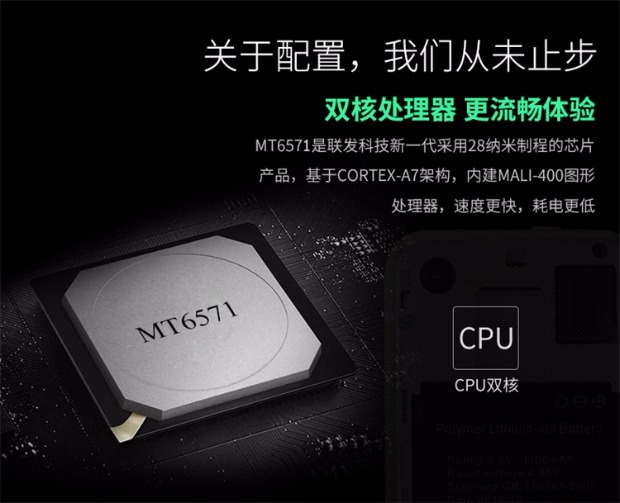 关于配置，我们从未止步
双核处理器 更流畅体验
MT6571是联发科技新一代采用28纳米制程的芯片
产品，基于CORTEX-A7架构，内建MALI-400图形
处理器，速度更快，耗电更低
MT6571
CPU
CPU双核
Polymer Lithium-ion Battery